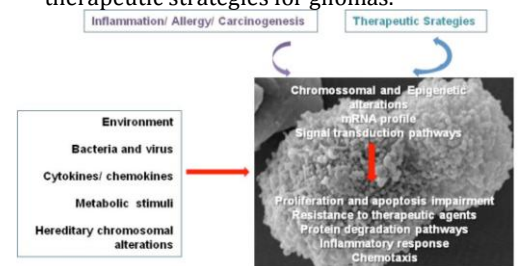 therapeutic strategies for gliomas.
Inflammation/ Allergy/ Carcinogenesis
Therapeutic Srategies
Chromossomal and Epigenetic
alterations
mRNA profile
Signal transduction pathways
Environment
Bacteria and virus
Cytokines/ chemokines
Metabolic stimuli
Hereditary chromosomal
alterations
Proliferation and apoptosis impairment
Resistance to therapeutic agents
Protein degradation pathways
Inflammatory response
Chemotaxis